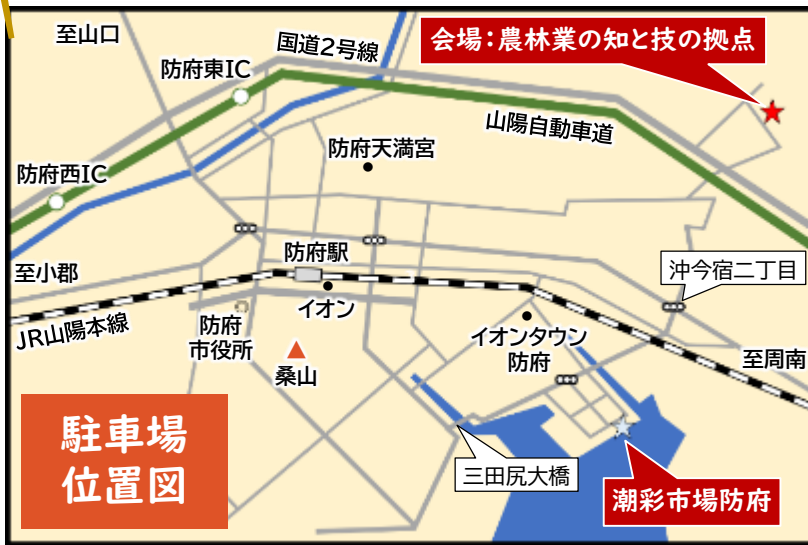 至山口
国道2号線
会場：農林業の知と技の拠点
防府東IC
山陽自動車道
防府天満宮
防府西IC
防府駅
至小郡
沖今宿二丁目
イオン
JR山陽本線
防府
市役所
イオンタウン
防府
至周南
桑山
駐車場
位置図
三田尻大橋
潮彩市場防府